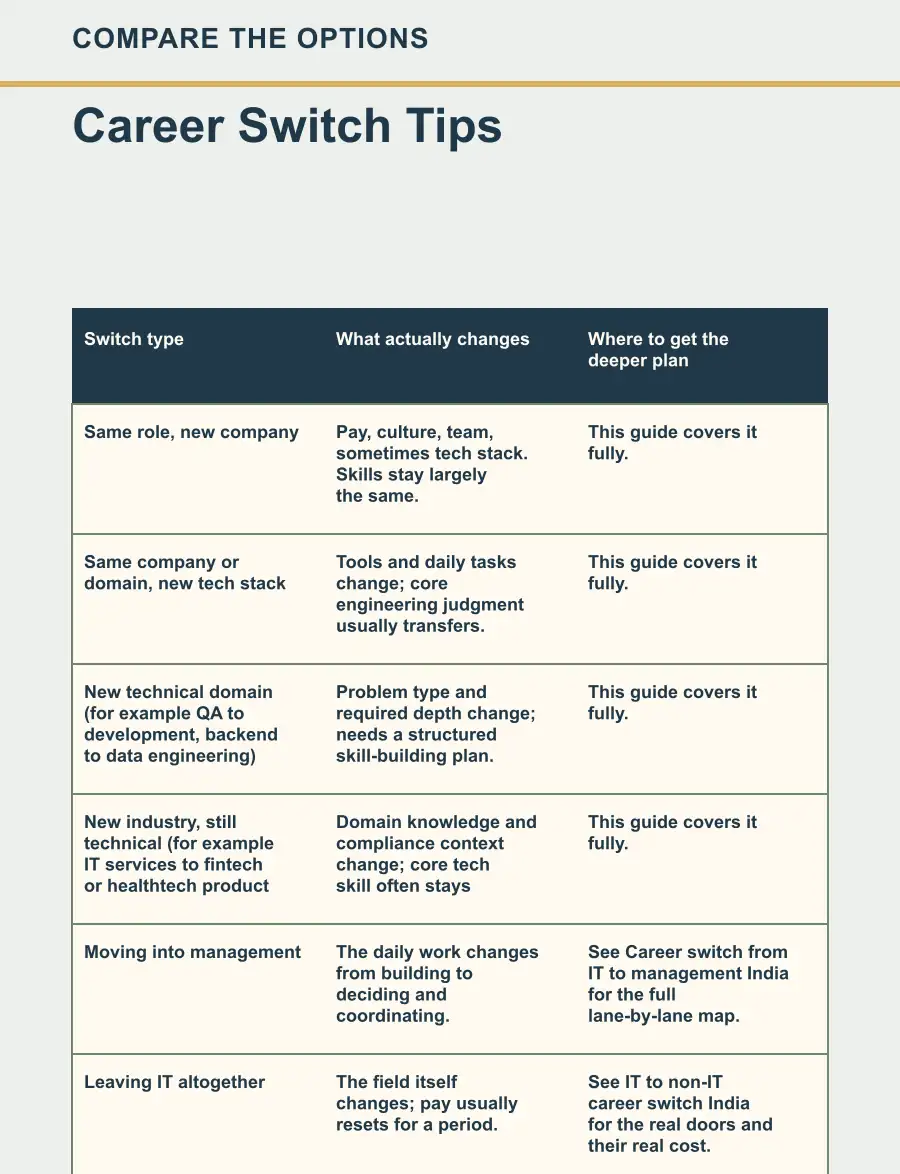 COMPARE THE OPTIONS
Career Switch Tips
Switch type
What actually changes
Where to get the
deeper plan
Same role, new company
Pay, culture, team,
sometimes tech stack.
Skills stay largely
the same.
This guide covers it
fully.
Same company or
domain, new tech stack
Tools and daily tasks
change; core
engineering judgment
usually transfers.
This guide covers it
fully.
New technical domain
(for example QA to
development, backend
to data engineering)
Problem type and
required depth change;
needs a structured
skill-building plan.
This guide covers it
fully.
New industry, still
technical (for example
IT services to fintech
or healthtech product
Domain knowledge and
compliance context
change; core tech
skill often stays
This guide covers it
fully.
Moving into management
The daily work changes
from building to
deciding and
coordinating.
See Career switch from
IT to management India
for the full
lane-by-lane map.
Leaving IT altogether
The field itself
changes; pay usually
resets for a period.
See IT to non-IT
career switch India
for the real doors and
their real cost.